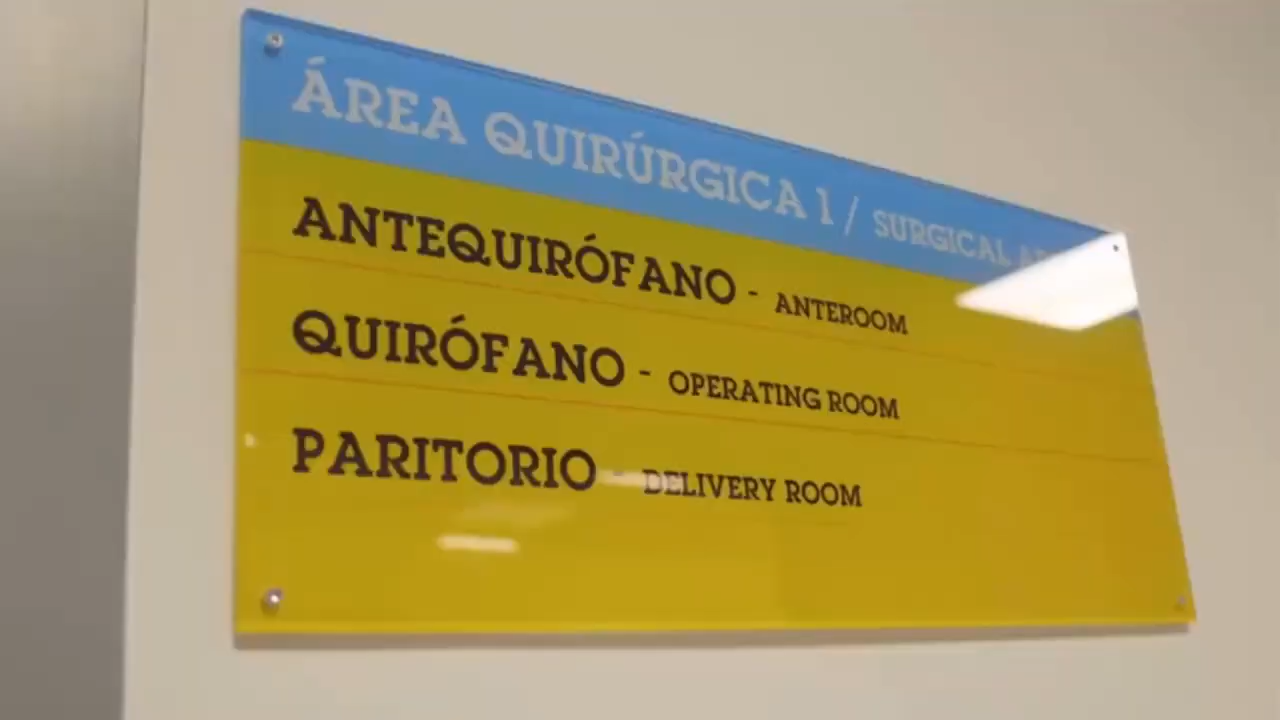 ÁREA QUIRÚRGICA 1 / SURGICAL
ANTEQUIRÓFANO - ANTEROOM
QUIRÓFANO - OPERATING ROOM
PARITORIO - DELIVERY ROOM